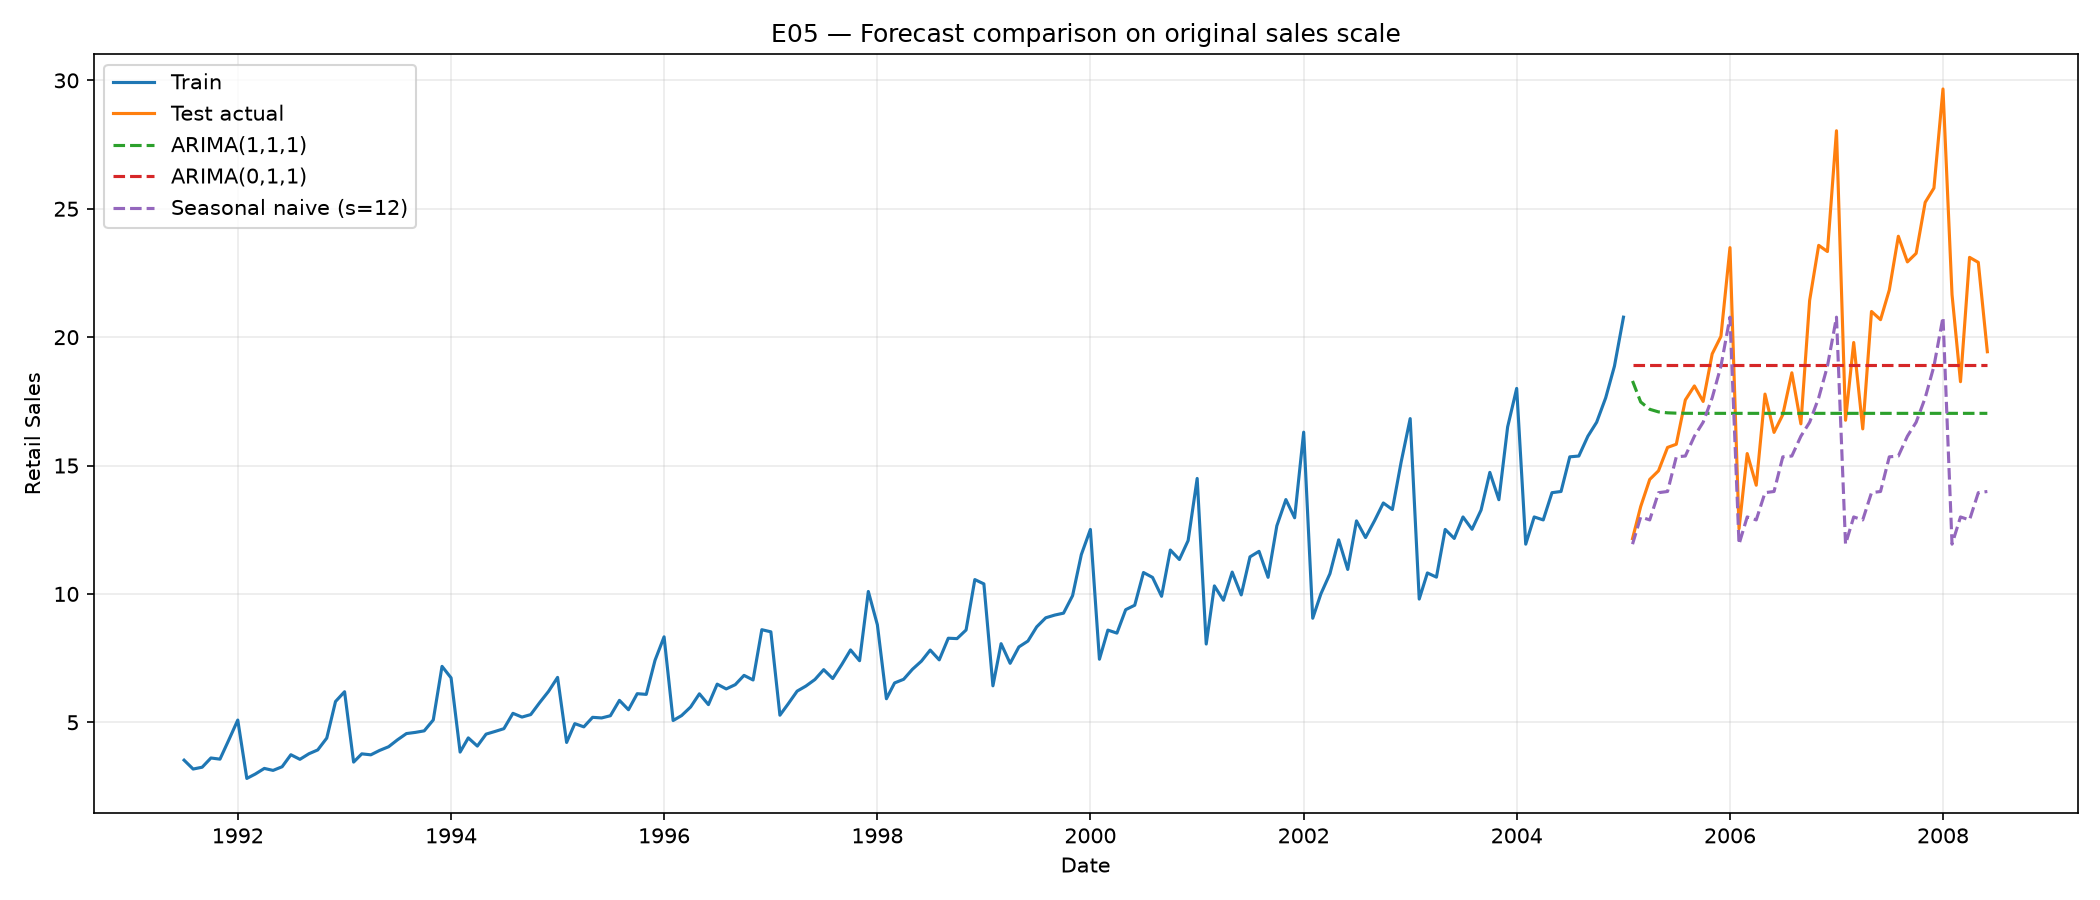 E05 — Forecast comparison on original sales scale
Train
Test actual
ARIMA(1,1,1)
ARIMA(0,1,1)
Seasonal naive (s=12)
30
25
20
15
10
5
Retail Sales
1992 1994 1996 1998 2000 2002 2004 2006 2008
Date